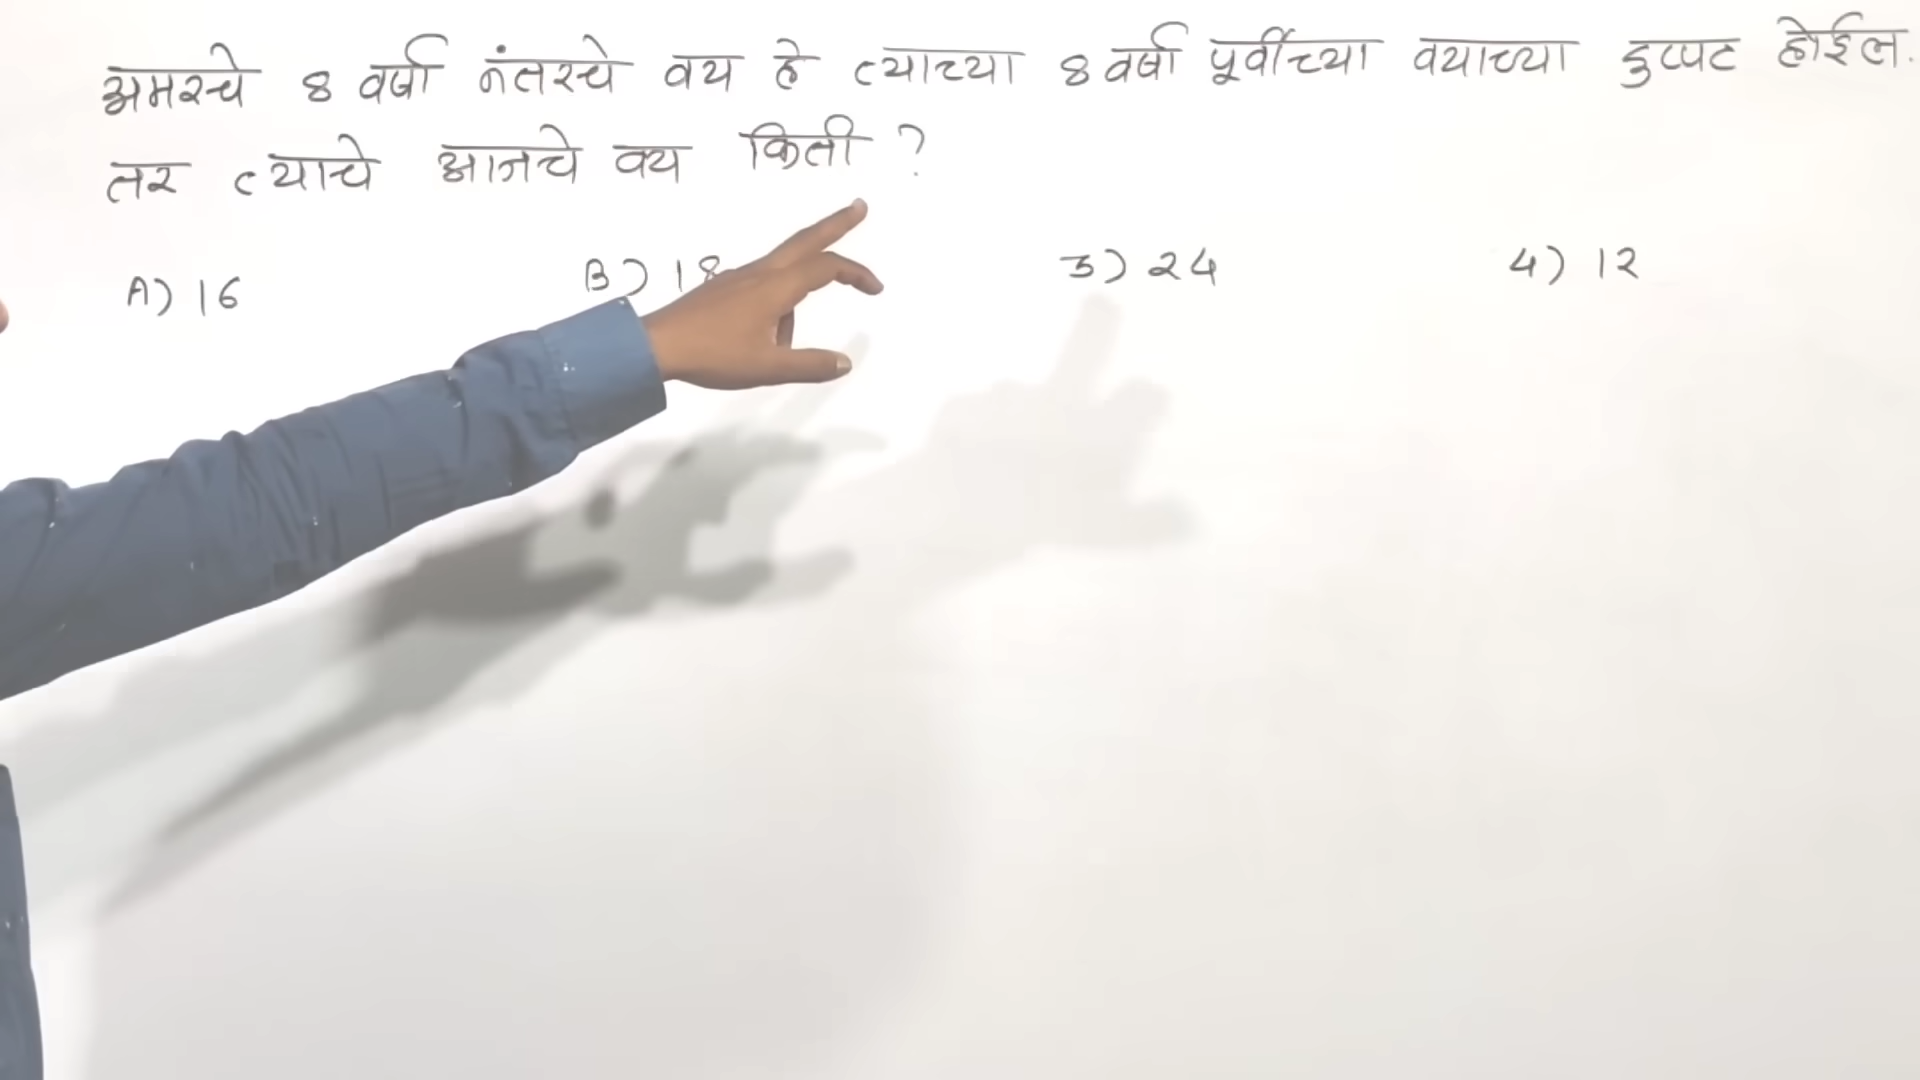 अमरचे 8 वर्षा नंतरचे वय हे त्याच्या 8 वर्षा पूर्वीच्या वयाच्या दुप्पट होईल.
तर त्याचे आजचे वय किती ?
A) 16 B) 18 3) 24 4) 12